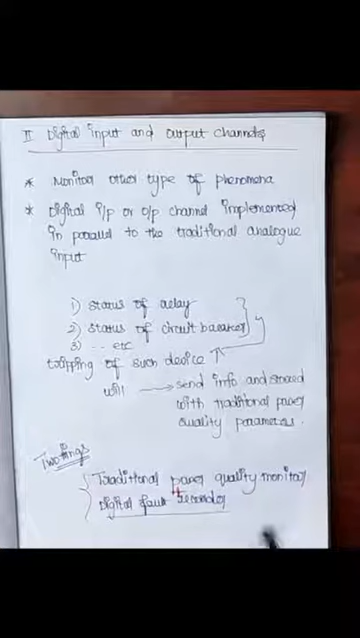 II Digital input and output channels
* Monitor other type of phenomena
* Digital i/p or o/p channel implemented
in parallel to the traditional analogue
input
1) status of relay
2) status of circuit breaker
3) .. etc
tripping of such device
will → send info and stored
with traditional power
quality parameters.
Two things
Traditional power quality monitor
Digital fault recorder